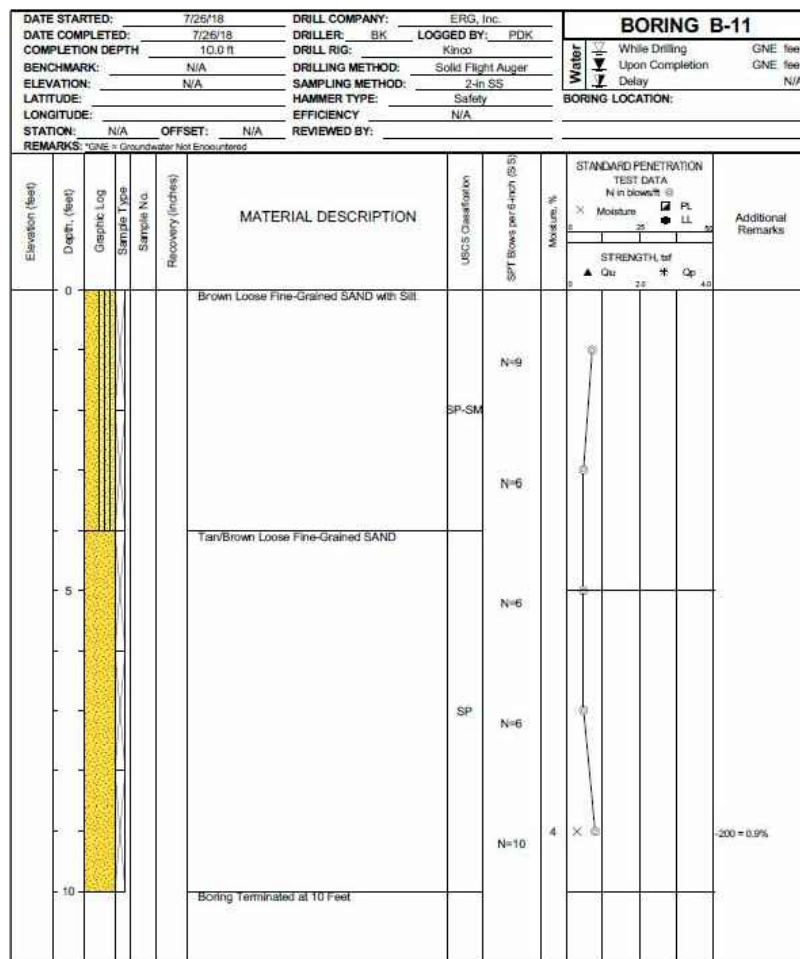 DATE STARTED: 7/26/18 DRILL COMPANY: ERG, Inc. BORING B-11
DATE COMPLETED: 7/26/18 DRILLER: BK LOGGED BY: PDK
COMPLETION DEPTH 10.0 ft DRILL RIG: Kinco
Water
While Drilling GNE fee
BENCHMARK: N/A DRILLING METHOD: Solid Flight Auger
Upon Completion GNE fee
ELEVATION: N/A SAMPLING METHOD: 2-in SS
Delay N/A
LATITUDE: HAMMER TYPE: Safety BORING LOCATION:
LONGITUDE: EFFICIENCY N/A
STATION: N/A OFFSET: N/A REVIEWED BY:
REMARKS: *GNE = Groundwater Not Encountered
Elevation (feet)
Depth, (feet)
Graphic Log
Sample Type
Sample No.
Recovery (inches)
MATERIAL DESCRIPTION
USCS Classification
SPT Blows per 6-inch (SS)
Moisture, %
STANDARD PENETRATION
TEST DATA
N in blows/ft
Moisture PL
LL
0 25 50
STRENGTH, tsf
Qu Qp
0 2.0 4.0
Additional
Remarks
0 Brown Loose Fine-Grained SAND with Silt
N=9
SP-SM
N=6
Tan/Brown Loose Fine-Grained SAND
5
N=6
SP
N=6
N=10 4 -200 = 0.9%
10 Boring Terminated at 10 Feet